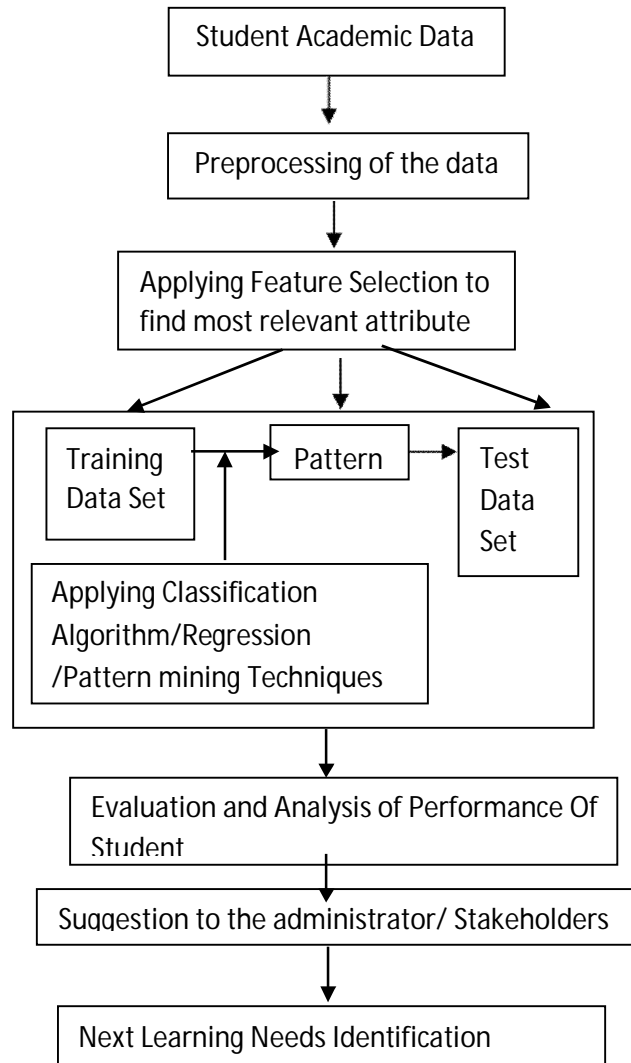 Student Academic Data
Preprocessing of the data
Applying Feature Selection to
find most relevant attribute
Training
Data Set
Pattern
Test
Data
Set
Applying Classification
Algorithm/Regression
/Pattern mining Techniques
Evaluation and Analysis of Performance Of
Student
Suggestion to the administrator/ Stakeholders
Next Learning Needs Identification